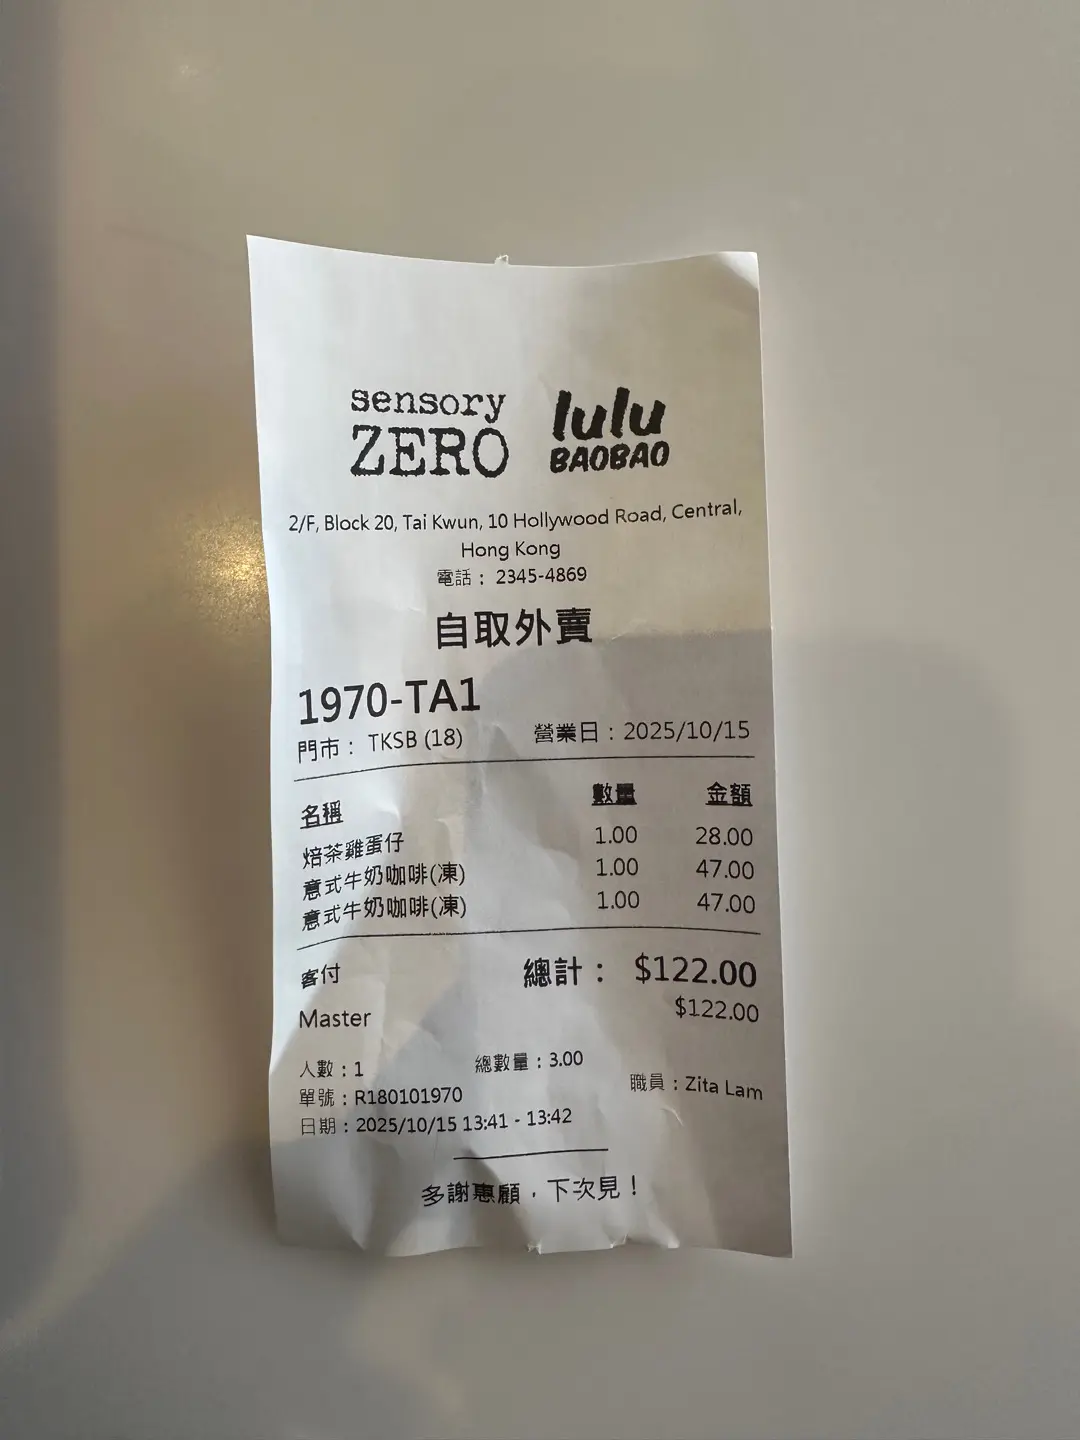 sensory ZERO
lulu BAOBAO
2/F, Block 20, Tai Kwun, 10 Hollywood Road, Central,
Hong Kong
電話： 2345-4869
自取外賣
1970-TA1
門市： TKSB (18) 營業日：2025/10/15
名稱 數量 金額
焙茶雞蛋仔 1.00 28.00
意式牛奶咖啡(凍) 1.00 47.00
意式牛奶咖啡(凍) 1.00 47.00
客付 總計： $122.00
Master $122.00
人數：1 總數量：3.00
單號：R180101970 職員：Zita Lam
日期：2025/10/15 13:41 - 13:42
多謝惠顧，下次見！